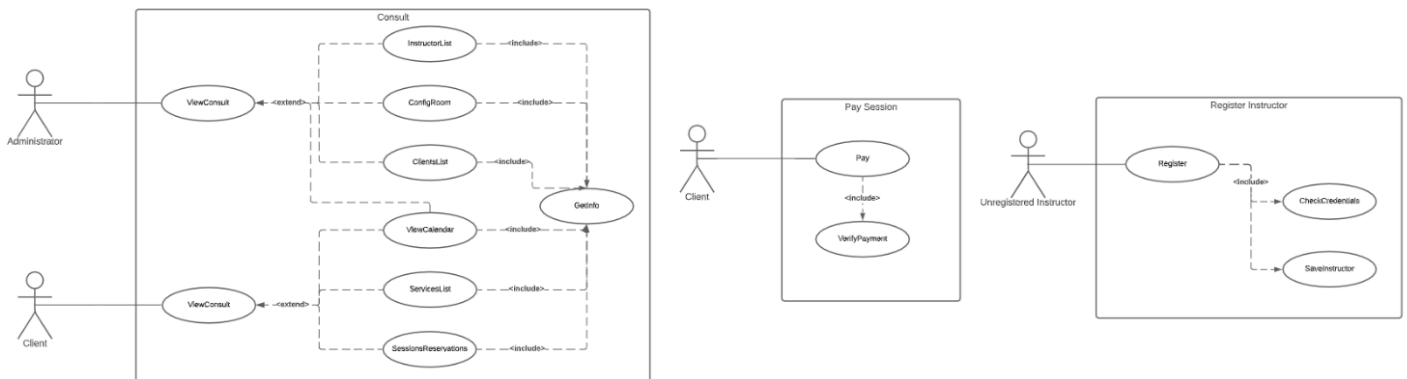 Consult
InstructorList
<include>
Administrator
ViewConsult
<extend>
ConfigRoom
<include>
ClientsList
<include>
GetInfo
ViewCalendar
<include>
Client
ViewConsult
<extend>
ServicesList
<include>
SessionsReservations
<include>
Pay Session
Client
Pay
<include>
VerifyPayment
Register Instructor
Unregistered Instructor
Register
<include>
CheckCredentials
SaveInstructor